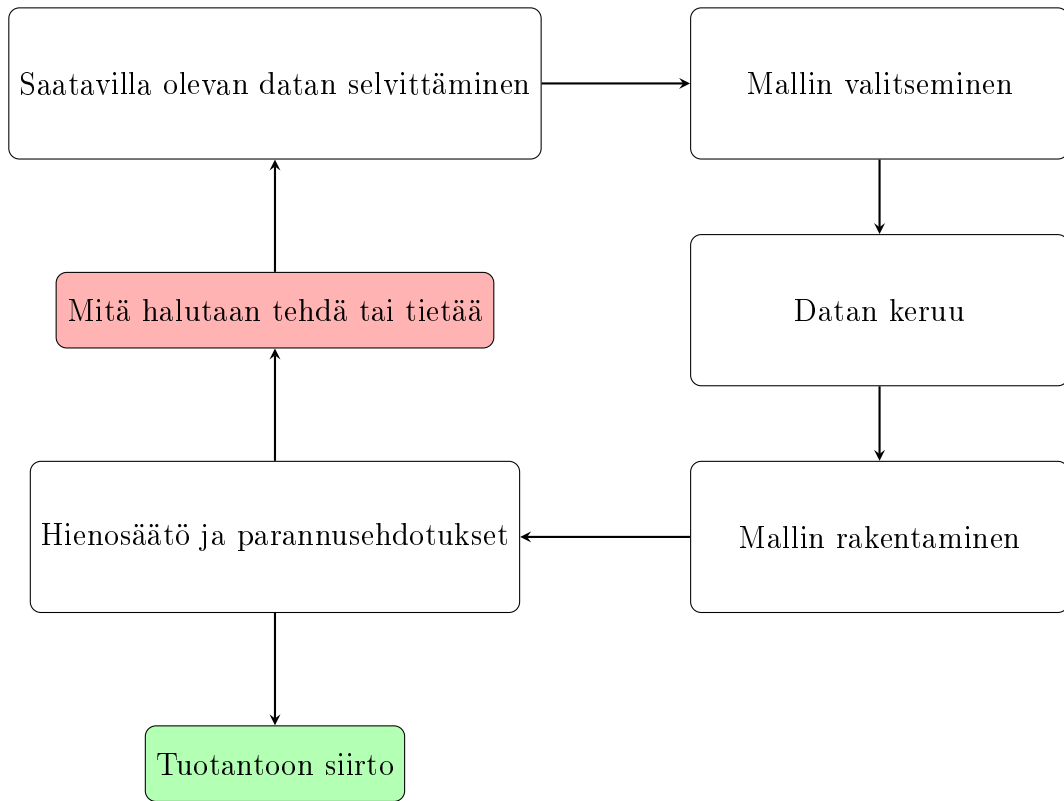 Saatavilla olevan datan selvittäminen
Mallin valitseminen
Mitä halutaan tehdä tai tietää
Datan keruu
Hienosäätö ja parannusehdotukset
Mallin rakentaminen
Tuotantoon siirto